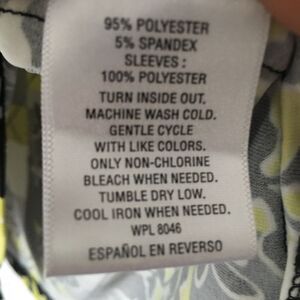 95% POLYESTER
5% SPANDEX
SLEEVES :
100% POLYESTER
TURN INSIDE OUT.
MACHINE WASH COLD.
GENTLE CYCLE
WITH LIKE COLORS.
ONLY NON-CHLORINE
BLEACH WHEN NEEDED.
TUMBLE DRY LOW.
COOL IRON WHEN NEEDED.
WPL 8046
ESPAÑOL EN REVERSO